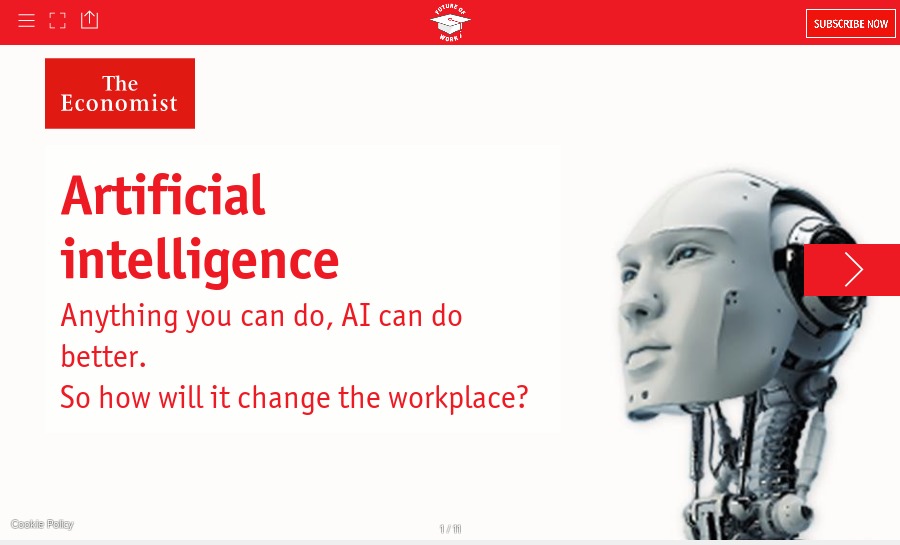 FUTURE OF
WORK
SUBSCRIBE NOW
The
Economist
Artificial
intelligence
Anything you can do, AI can do
better.
So how will it change the workplace?
Cookie Policy
1 / 11